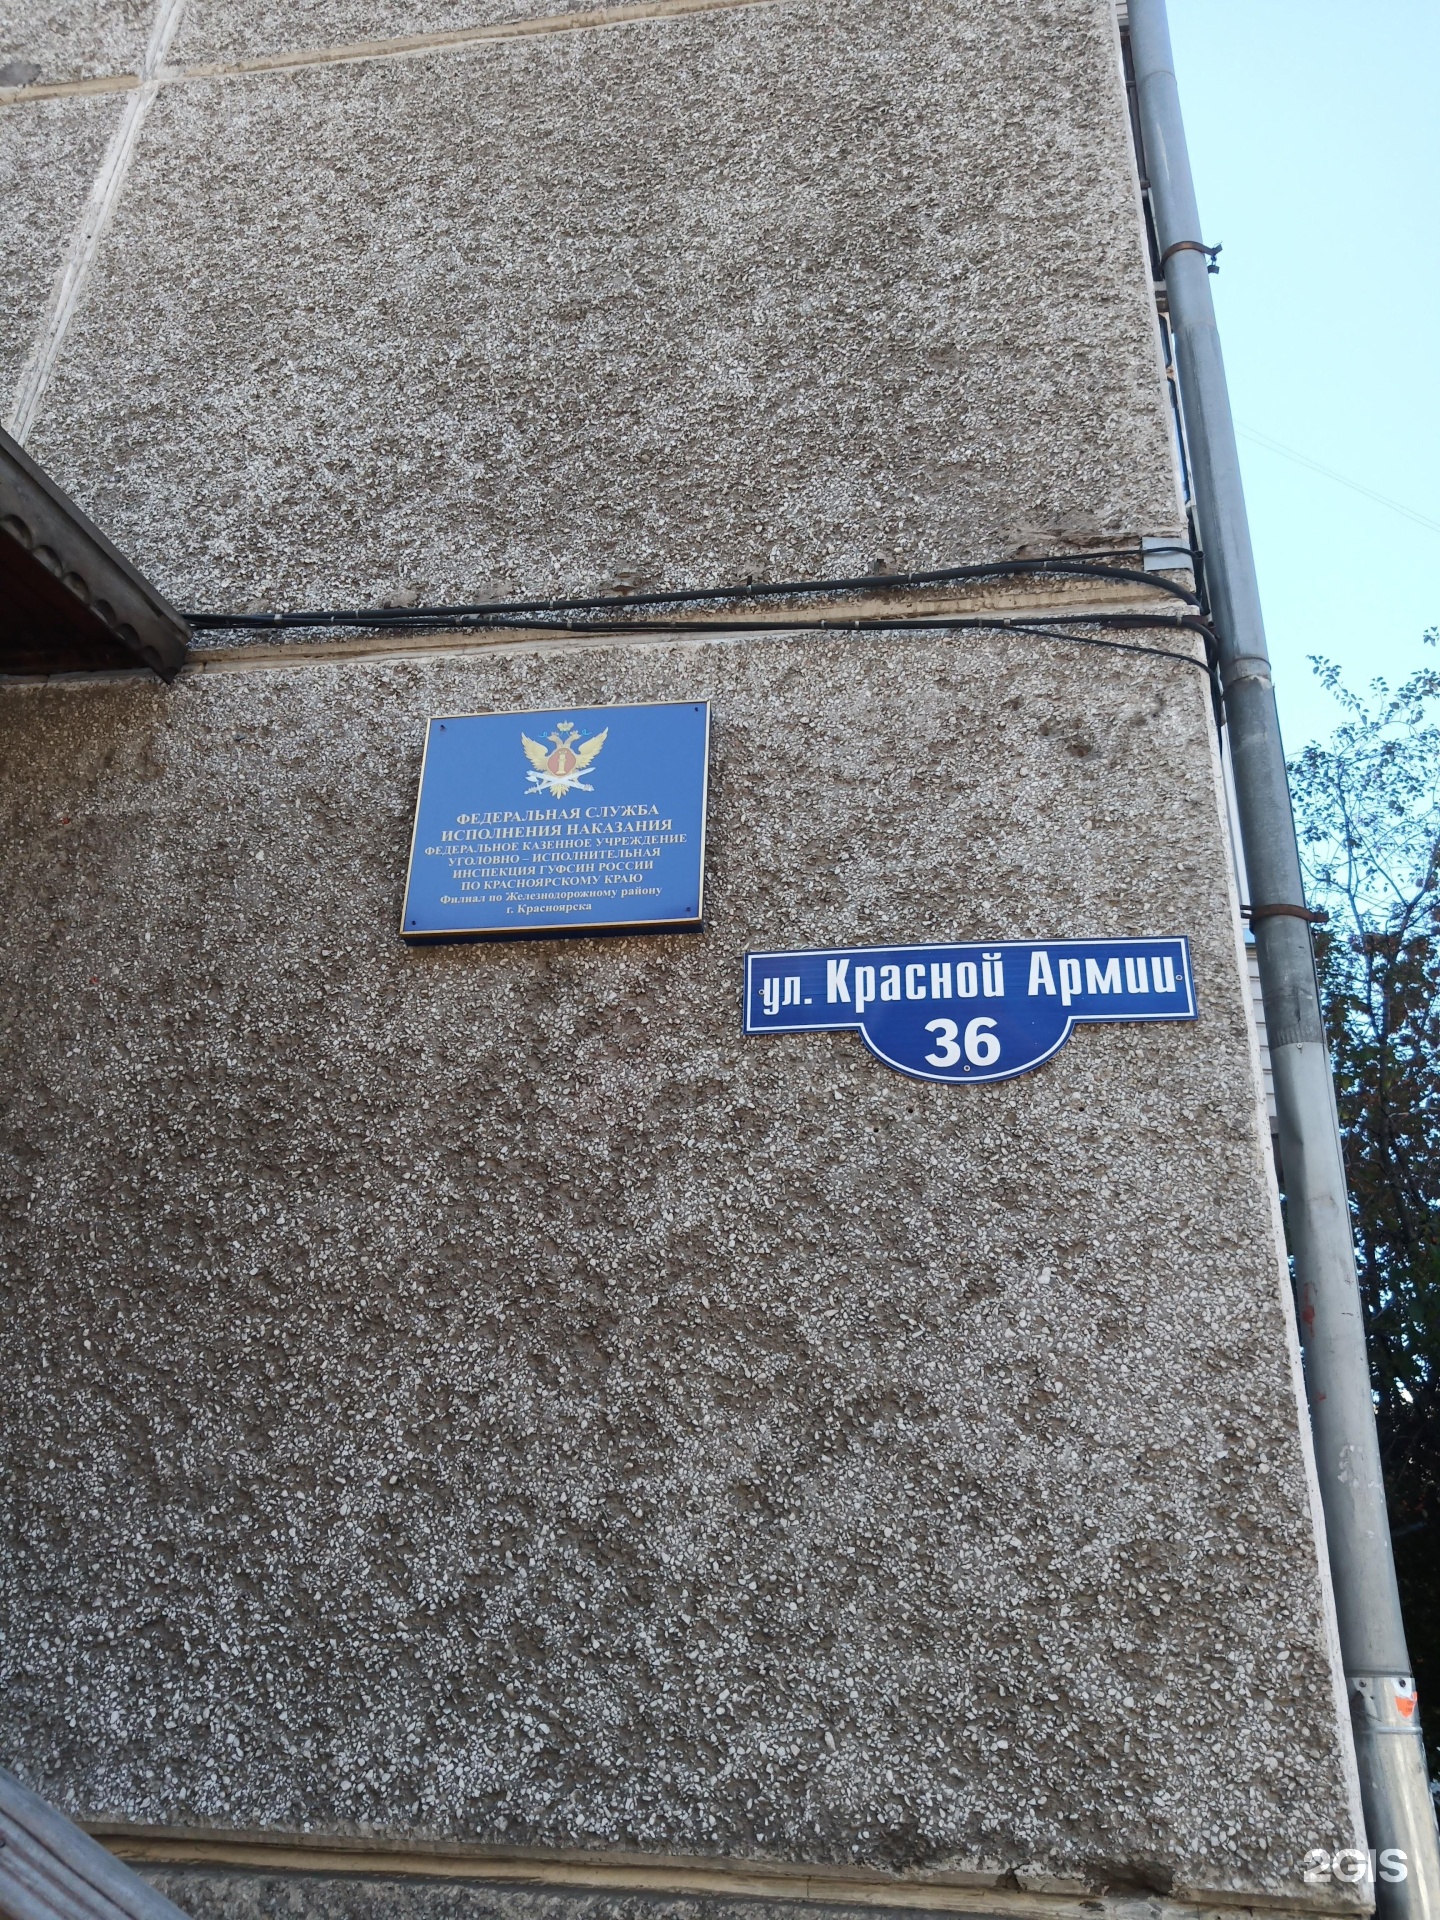 ФЕДЕРАЛЬНАЯ СЛУЖБА
ИСПОЛНЕНИЯ НАКАЗАНИЯ
ФЕДЕРАЛЬНОЕ КАЗЕННОЕ УЧРЕЖДЕНИЕ
УГОЛОВНО – ИСПОЛНИТЕЛЬНАЯ
ИНСПЕКЦИЯ ГУФСИН РОССИИ
ПО КРАСНОЯРСКОМУ КРАЮ
Филиал по Железнодорожному району
г. Красноярска
ул. Красной Армии
36
2GIS